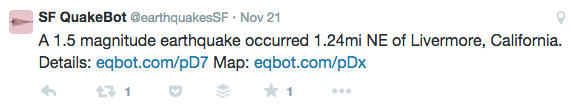 SF QuakeBot @earthquakesSF · Nov 21
A 1.5 magnitude earthquake occurred 1.24mi NE of Livermore, California.
Details: eqbot.com/pD7 Map: eqbot.com/pDx
1 1